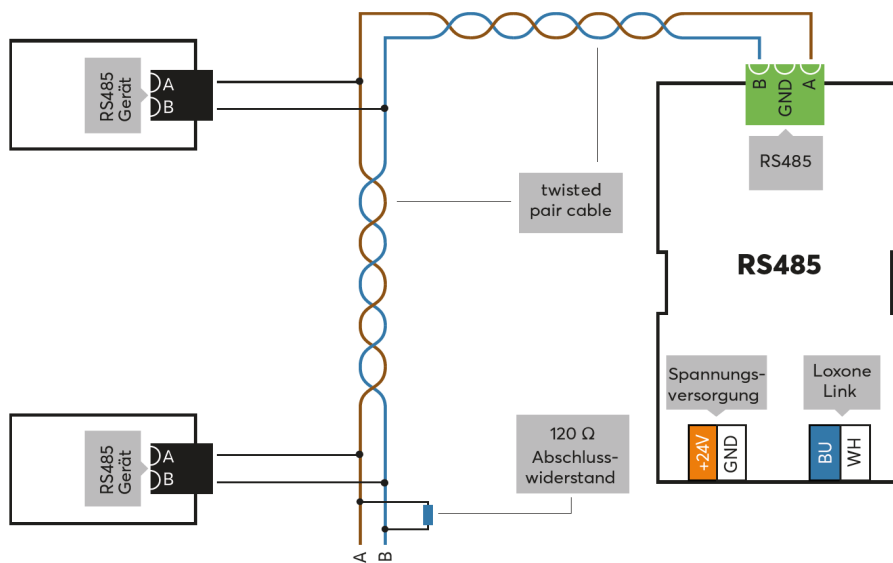 RS485
Gerät
A
B
B
GND
A
RS485
twisted
pair cable
RS485
Spannungs-
versorgung
Loxone
Link
+24V
GND
BU
WH
120 Ω
Abschluss-
widerstand
RS485
Gerät
A
B
A
B